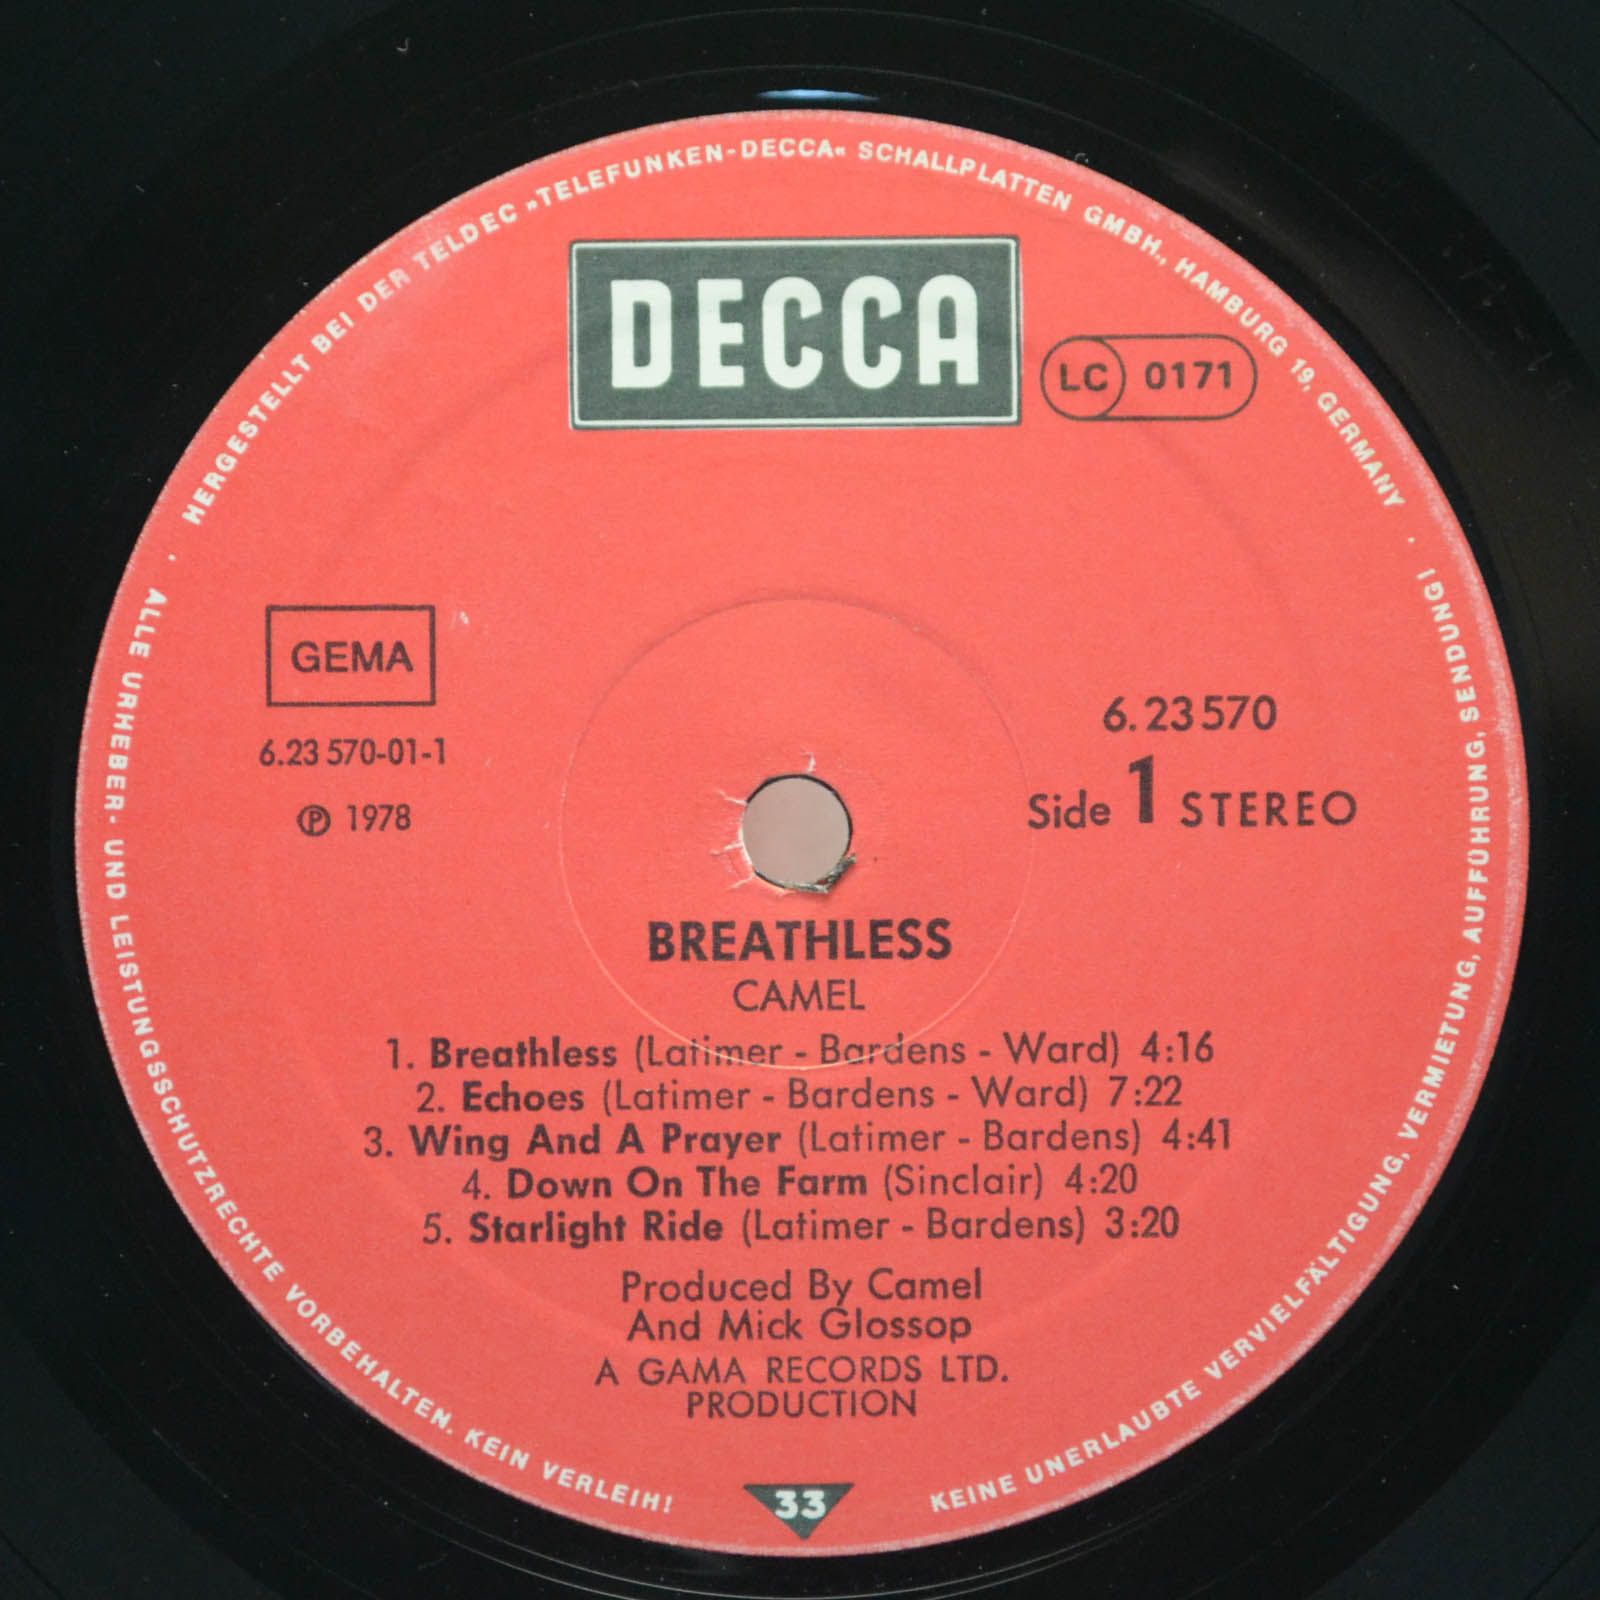 HERGESTELLT BEI DER TELDEC »TELEFUNKEN-DECCA« SCHALLPLATTEN GMBH., HAMBURG 19, GERMANY ·
DECCA
LC 0171
GEMA
6.23 570-01-1
℗ 1978
6.23570
Side 1 STEREO
BREATHLESS
CAMEL
1. Breathless (Latimer - Bardens - Ward) 4:16
2. Echoes (Latimer - Bardens - Ward) 7:22
3. Wing And A Prayer (Latimer - Bardens) 4:41
4. Down On The Farm (Sinclair) 4:20
5. Starlight Ride (Latimer - Bardens) 3:20
Produced By Camel
And Mick Glossop
A GAMA RECORDS LTD.
PRODUCTION
33
· ALLE URHEBER- UND LEISTUNGSSCHUTZRECHTE VORBEHALTEN. KEIN VERLEIH!
KEINE UNERLAUBTE VERVIELFÄLTIGUNG, VERMIETUNG, AUFFÜHRUNG, SENDUNG!